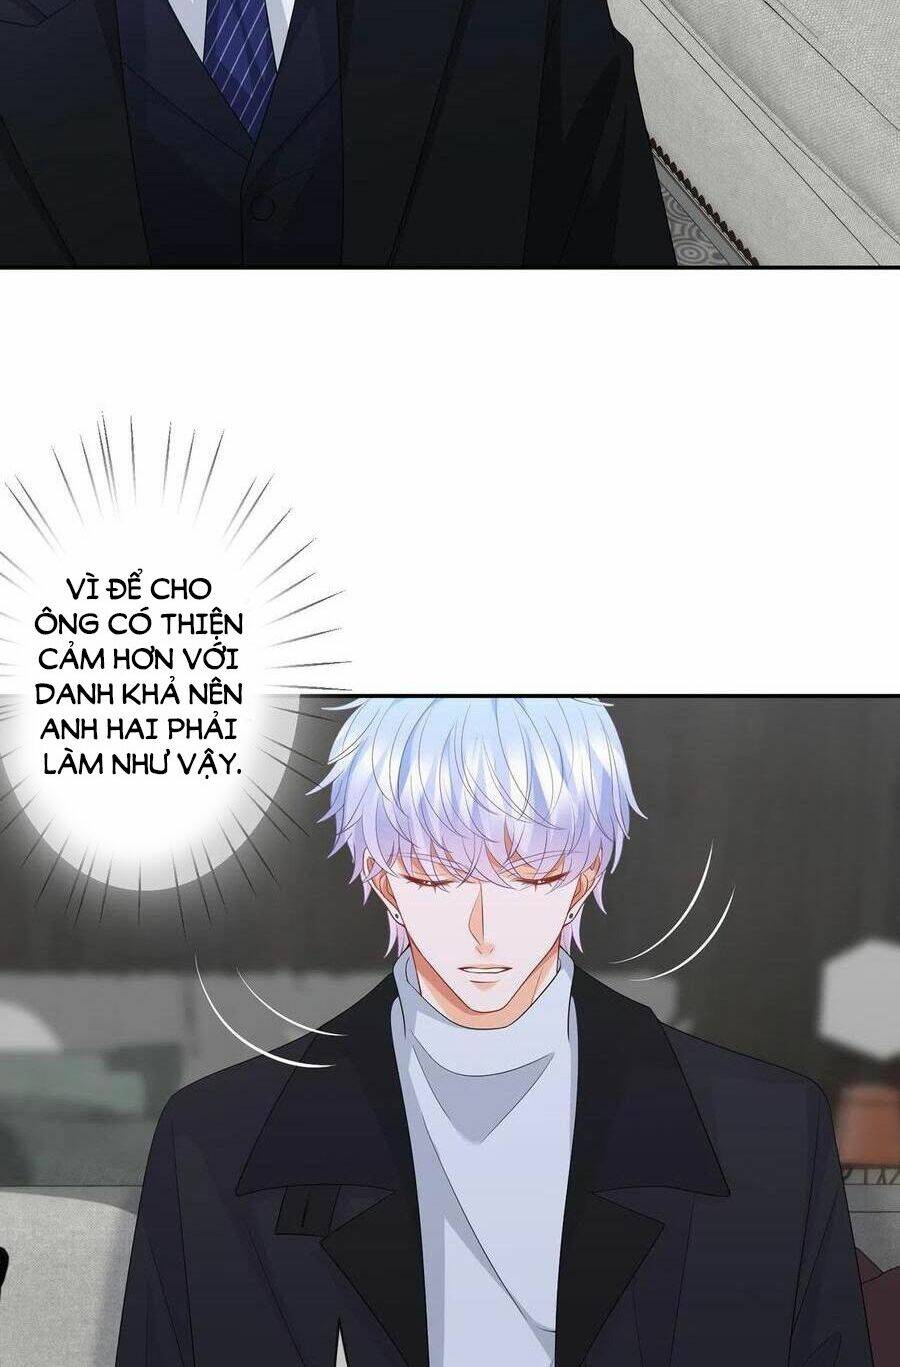 VÌ ĐỂ CHO
ÔNG CÓ THIỆN
CẢM HƠN VỚI
DANH KHẢ NÊN
ANH HAI PHẢI
LÀM NHƯ VẬY.